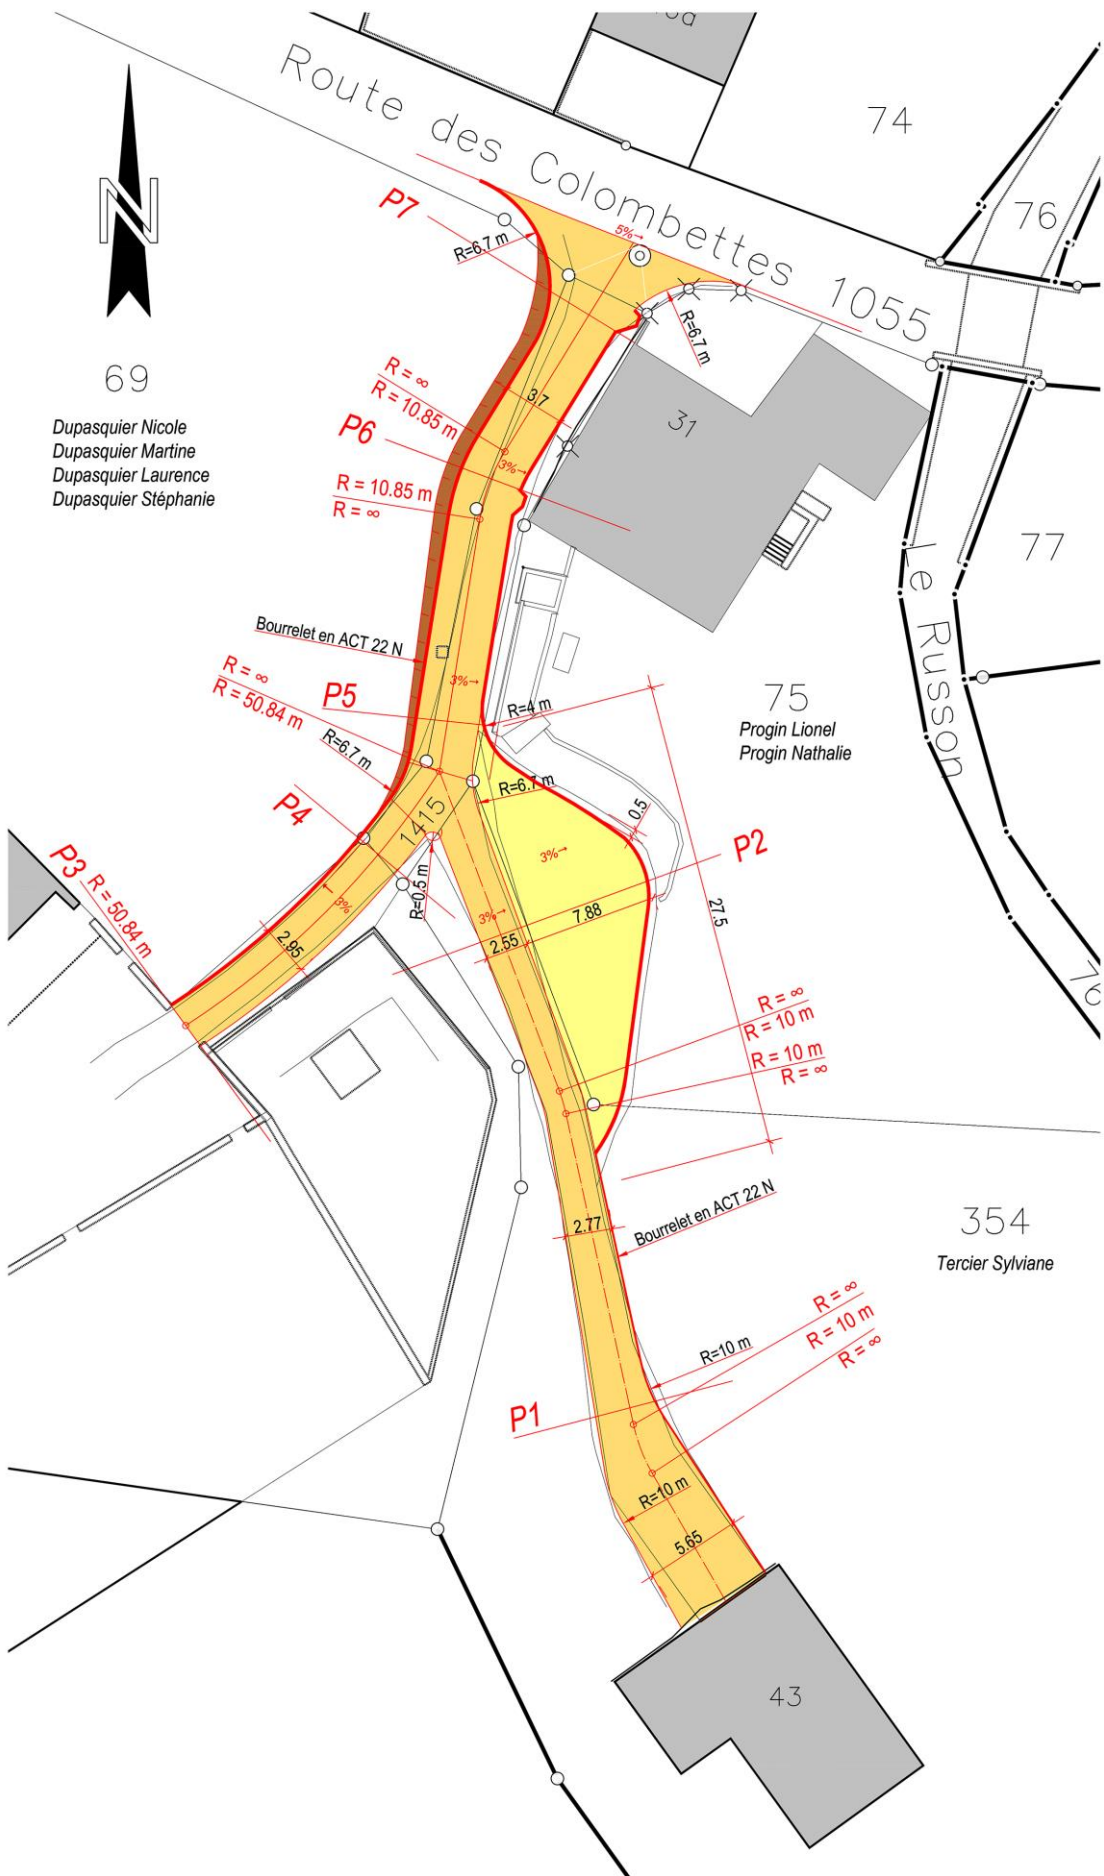 Route des Colombettes 1055
74
N
P7
R=6.7 m
5%→
76
69
Dupasquier Nicole
Dupasquier Martine
Dupasquier Laurence
Dupasquier Stéphanie
R=6.7 m
R = ∞
R = 10.85 m
3.7
31
P6
3%→
R = 10.85 m
R = ∞
77
Le Russon
Bourrelet en ACT 22 N
R = ∞
R = 50.84 m
3%→
P5
R=4 m
75
Progin Lionel
Progin Nathalie
R=6.7 m
R=6.7 m
P4
1415
0.5
P2
3%→
P3
R = 50.84 m
3%
R=0.5 m
3%→
7.88
27.5
2.95
2.55
76
R = ∞
R = 10 m
R = 10 m
R = ∞
2.77
Bourrelet en ACT 22 N
354
Tercier Sylviane
R = ∞
R = 10 m
R = ∞
R=10 m
P1
R=10 m
5.65
43